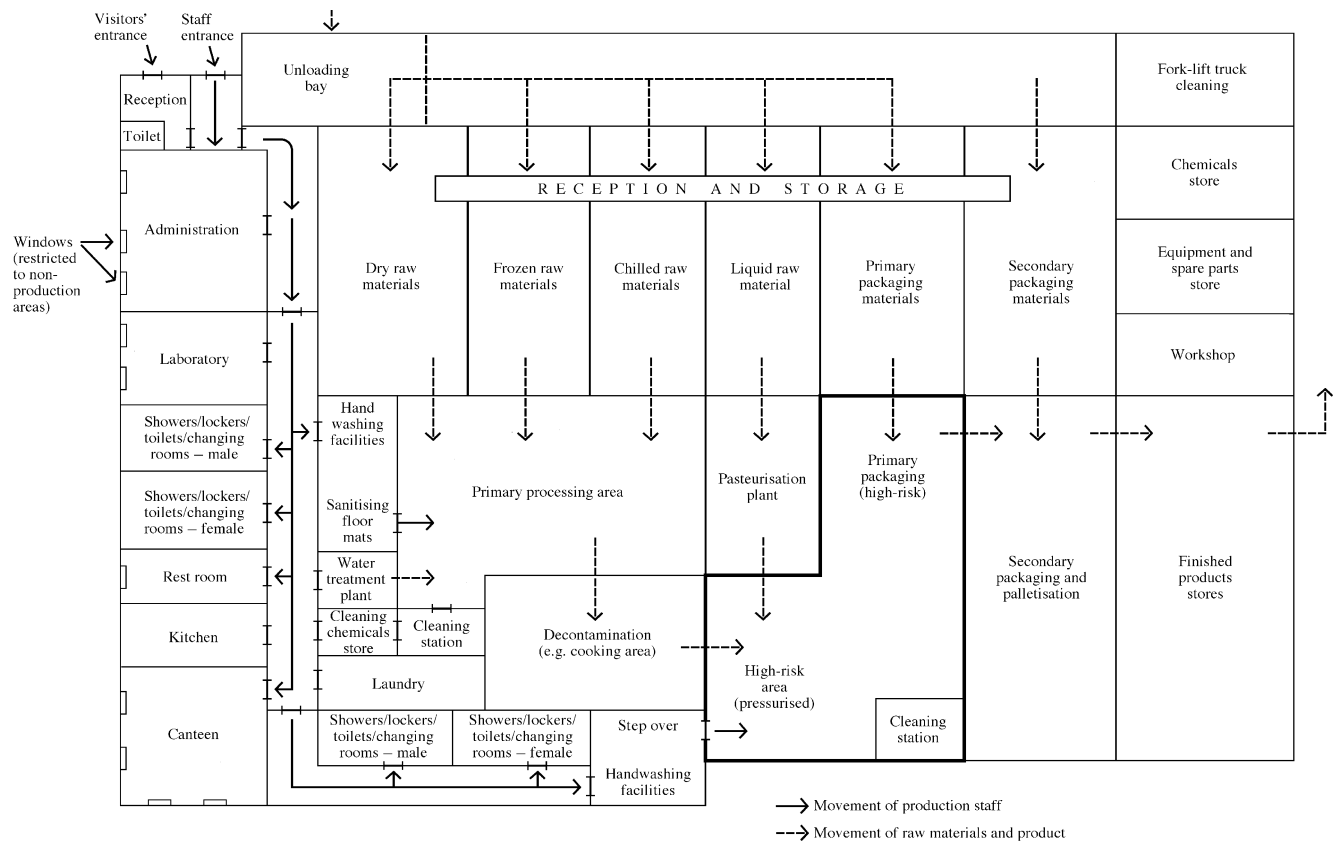 Visitors'
entrance
Staff
entrance
Unloading
bay
Fork-lift truck
cleaning
Reception
Toilet
Chemicals
store
RECEPTION AND STORAGE
Administration
Windows
(restricted
to non-
production
areas)
Dry raw
materials
Frozen raw
materials
Chilled raw
materials
Liquid raw
material
Primary
packaging
materials
Secondary
packaging
materials
Equipment and
spare parts
store
Laboratory
Workshop
Showers/lockers/
toilets/changing
rooms – male
Hand
washing
facilities
Primary processing area
Pasteurisation
plant
Primary
packaging
(high-risk)
Showers/lockers/
toilets/changing
rooms – female
Sanitising
floor
mats
Rest room
Water
treatment
plant
Secondary
packaging and
palletisation
Finished
products
stores
Kitchen
Cleaning
chemicals
store
Cleaning
station
Decontamination
(e.g. cooking area)
Laundry
High-risk
area
(pressurised)
Canteen
Showers/lockers/
toilets/changing
rooms – male
Showers/lockers/
toilets/changing
rooms – female
Step over
Cleaning
station
Handwashing
facilities
Movement of production staff
Movement of raw materials and product